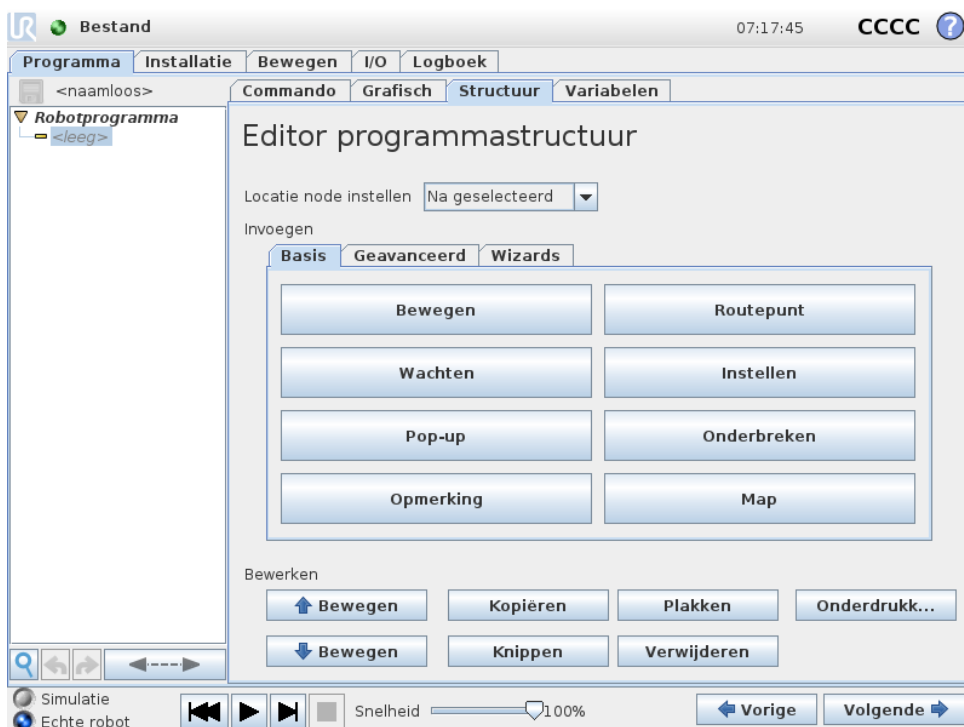 UR Bestand 07:17:45 CCCC ?
Programma Installatie Bewegen I/O Logboek
<naamloos> Commando Grafisch Structuur Variabelen
Robotprogramma
<leeg>
Editor programmastructuur
Locatie node instellen Na geselecteerd
Invoegen
Basis Geavanceerd Wizards
Bewegen Routepunt
Wachten Instellen
Pop-up Onderbreken
Opmerking Map
Bewerken
Bewegen Kopiëren Plakken Onderdrukk...
Bewegen Knippen Verwijderen
Simulatie
Echte robot
Snelheid 100% Vorige Volgende